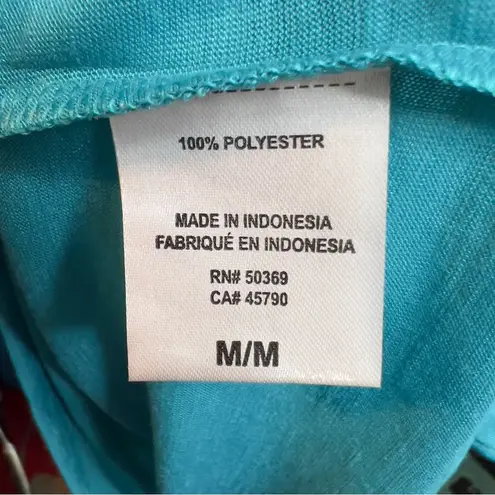 100% POLYESTER
MADE IN INDONESIA
FABRIQUÉ EN INDONESIA
RN# 50369
CA# 45790
M/M